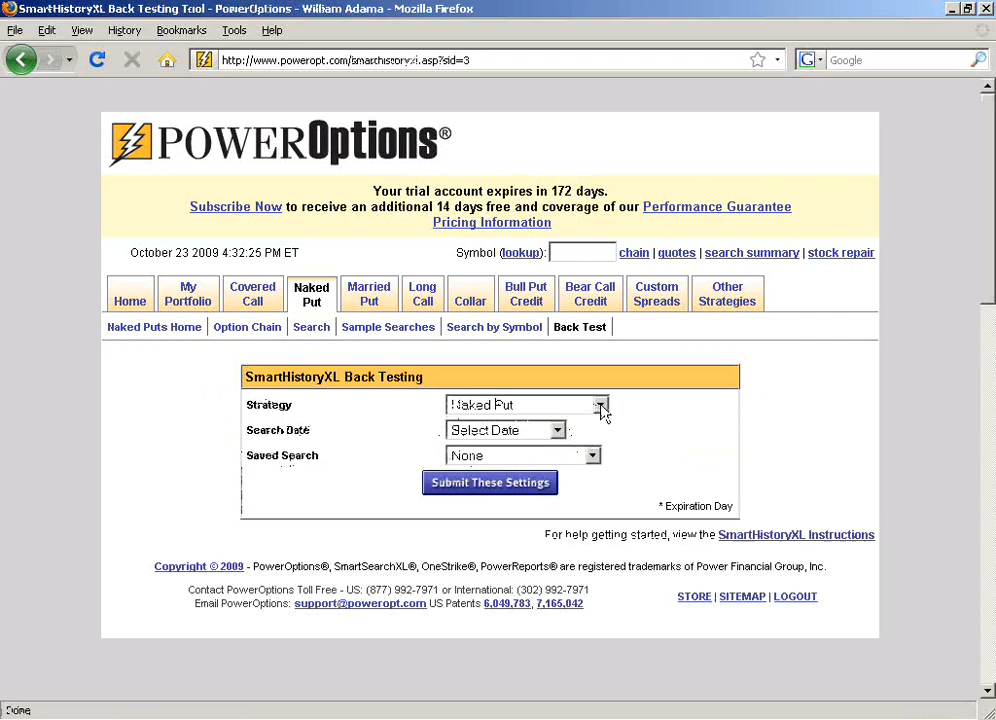 SmartHistoryXL Back Testing Tool - PowerOptions - William Adama - Mozilla Firefox
File Edit View History Bookmarks Tools Help
http://www.poweropt.com/smarthistoryxl.asp?sid=3
Google
POWEROptions®
Your trial account expires in 172 days.
Subscribe Now to receive an additional 14 days free and coverage of our Performance Guarantee
Pricing Information
October 23 2009 4:32:25 PM ET Symbol (lookup): chain | quotes | search summary | stock repair
Home My Portfolio Covered Call Naked Put Married Put Long Call Collar Bull Put Credit Bear Call Credit Custom Spreads Other Strategies
Naked Puts Home | Option Chain | Search | Sample Searches | Search by Symbol | Back Test |
SmartHistoryXL Back Testing
Strategy Naked Put
Search Date Select Date
Saved Search None
Submit These Settings
* Expiration Day
For help getting started, view the SmartHistoryXL Instructions
Copyright © 2009 - PowerOptions®, SmartSearchXL®, OneStrike®, PowerReports® are registered trademarks of Power Financial Group, Inc.
Contact PowerOptions Toll Free - US: (877) 992-7971 or International: (302) 992-7971
Email PowerOptions: support@poweropt.com US Patents 6,049,783, 7,165,042
STORE | SITEMAP | LOGOUT
Done